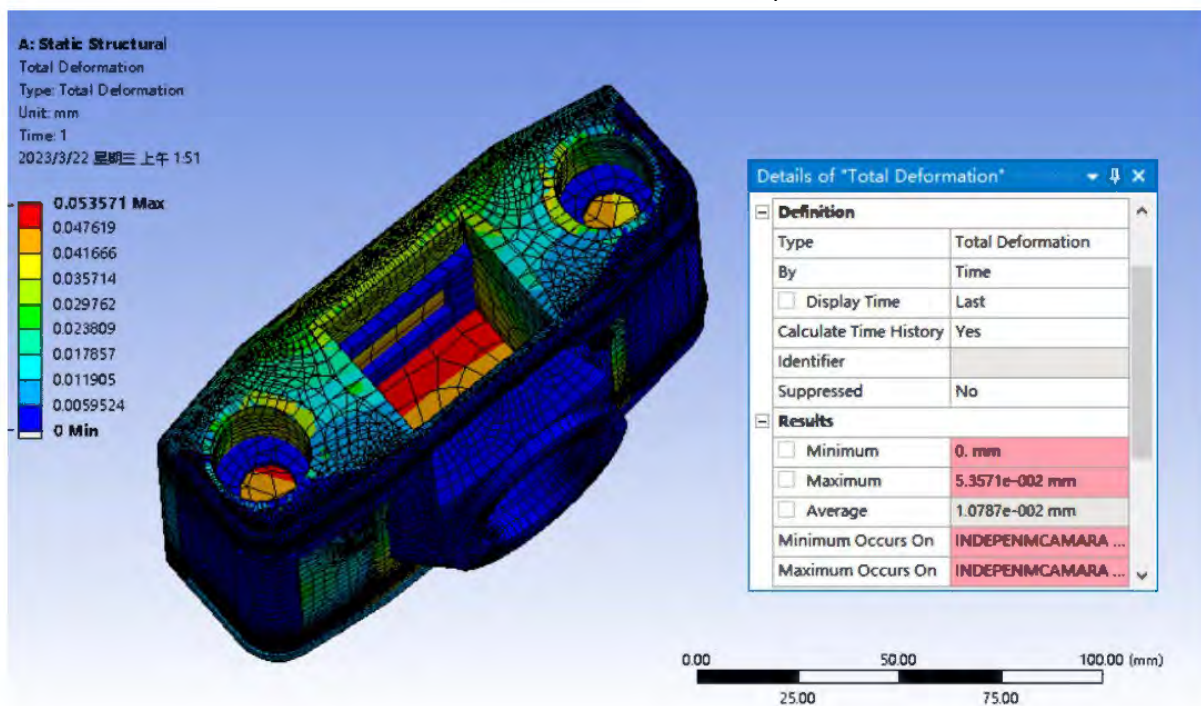 A: Static Structural
Total Deformation
Type: Total Deformation
Unit: mm
Time: 1
2023/3/22 星期三 上午 1:51
0.053571 Max
0.047619
0.041666
0.035714
0.029762
0.023809
0.017857
0.011905
0.0059524
0 Min
Details of "Total Deformation"
Definition
Type Total Deformation
By Time
Display Time Last
Calculate Time History Yes
Identifier
Suppressed No
Results
Minimum 0. mm
Maximum 5.3571e-002 mm
Average 1.0787e-002 mm
Minimum Occurs On INDEPENMCAMARA ...
Maximum Occurs On INDEPENMCAMARA ...
0.00 50.00 100.00 (mm)
25.00 75.00